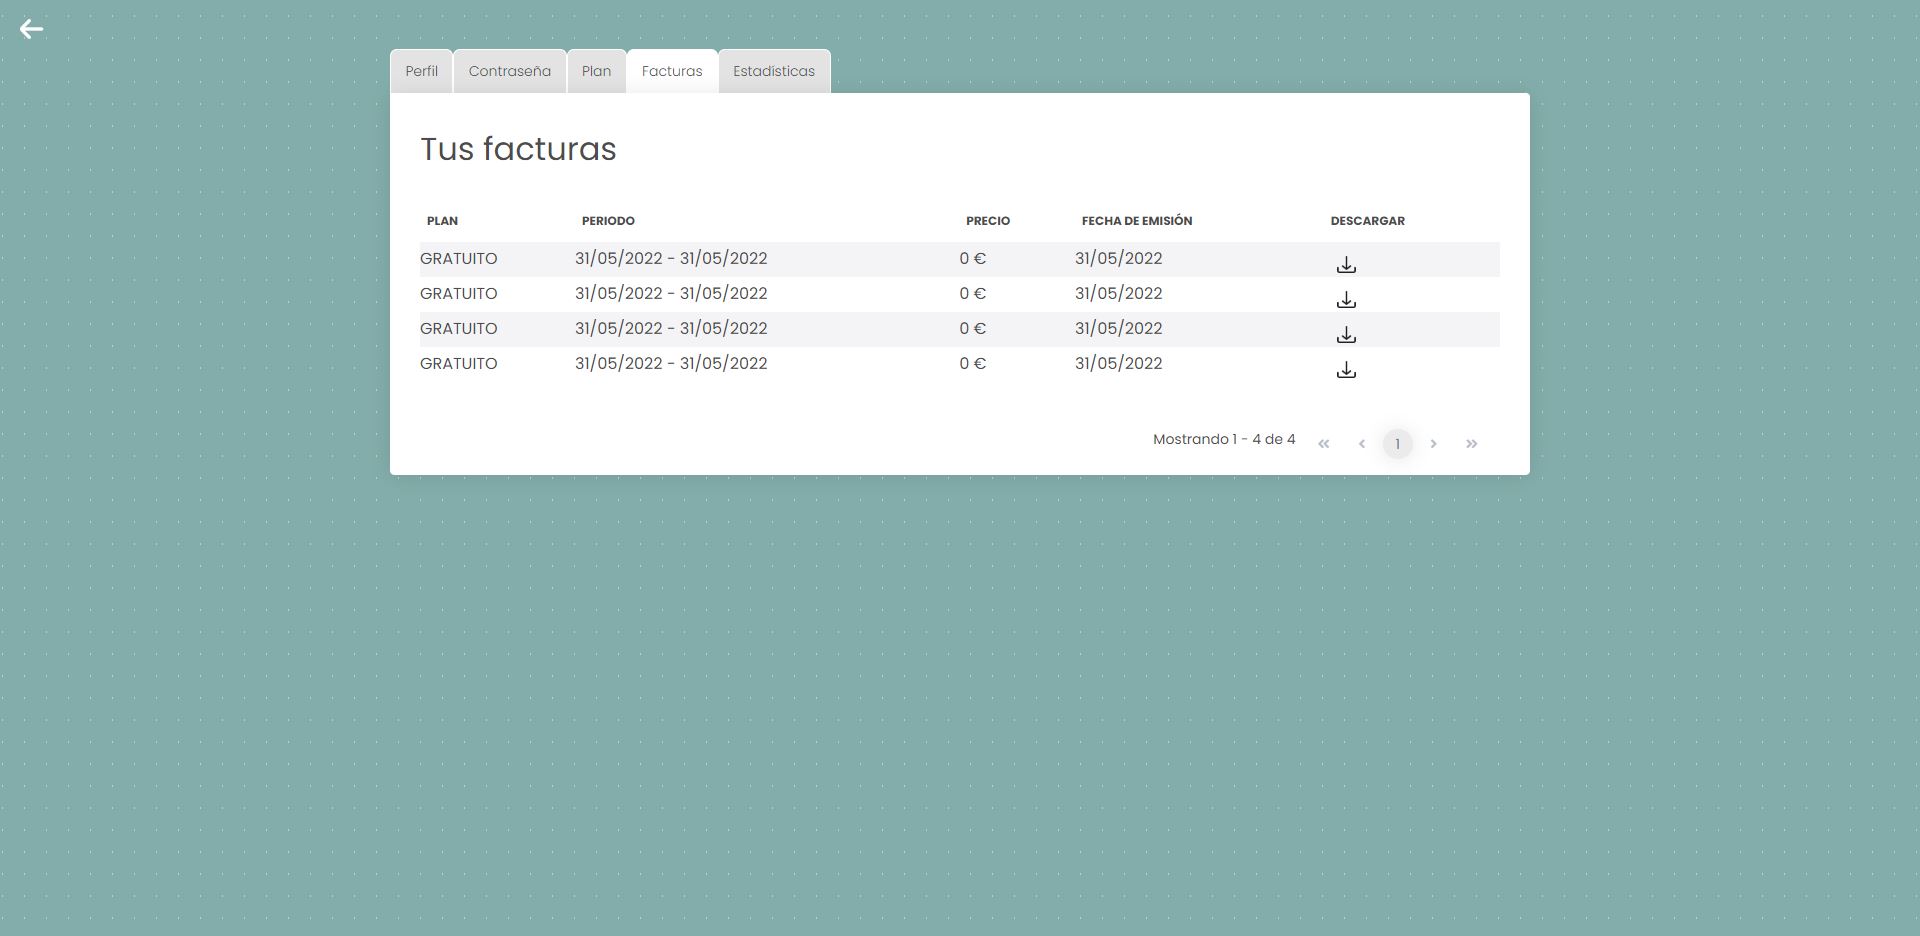 Perfil Contraseña Plan Facturas Estadísticas
Tus facturas
PLAN PERIODO PRECIO FECHA DE EMISIÓN DESCARGAR
GRATUITO 31/05/2022 - 31/05/2022 0 € 31/05/2022
GRATUITO 31/05/2022 - 31/05/2022 0 € 31/05/2022
GRATUITO 31/05/2022 - 31/05/2022 0 € 31/05/2022
GRATUITO 31/05/2022 - 31/05/2022 0 € 31/05/2022
Mostrando 1 - 4 de 4 « ‹ 1 › »